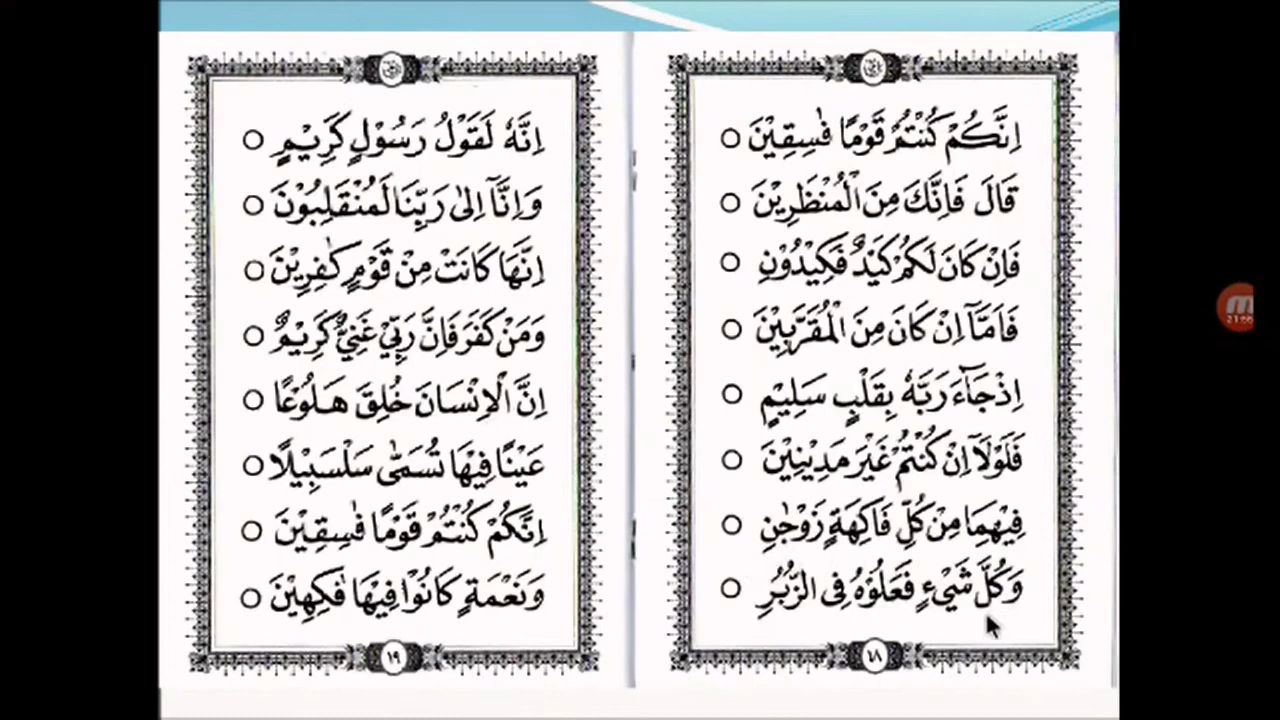 اِنَّكُمْ كُنْتُمْ قَوْمًا فٰسِقِيْنَ ○
قَالَ فَاِنَّكَ مِنَ الْمُنْظَرِيْنَ ○
فَاِنْ كَانَ لَكُمْ كَيْدٌ فَكِيْدُوْنِ ○
فَاَمَّآ اِنْ كَانَ مِنَ الْمُقَرَّبِيْنَ ○
اِذْ جَآءَ رَبَّهٗ بِقَلْبٍ سَلِيْمٍ ○
فَلَوْلَآ اِنْ كُنْتُمْ غَيْرَ مَدِيْنِيْنَ ○
فِيْهِمَا مِنْ كُلِّ فَاكِهَةٍ زَوْجٰنِ ○
وَكُلُّ شَيْءٍ فَعَلُوْهُ فِى الزُّبُرِ ○
١٨
اِنَّهٗ لَقَوْلُ رَسُوْلٍ كَرِيْمٍ ○
وَاِنَّآ اِلٰى رَبِّنَا لَمُنْقَلِبُوْنَ ○
اِنَّهَا كَانَتْ مِنْ قَوْمٍ كٰفِرِيْنَ ○
وَمَنْ كَفَرَ فَاِنَّ رَبِّيْ غَنِيٌّ كَرِيْمٌ ○
اِنَّ الْاِنْسَانَ خُلِقَ هَلُوْعًا ○
عَيْنًا فِيْهَا تُسَمّٰى سَلْسَبِيْلًا ○
اِنَّكُمْ كُنْتُمْ قَوْمًا فٰسِقِيْنَ ○
وَنَعْمَةٍ كَانُوْا فِيْهَا فٰكِهِيْنَ ○
١٩